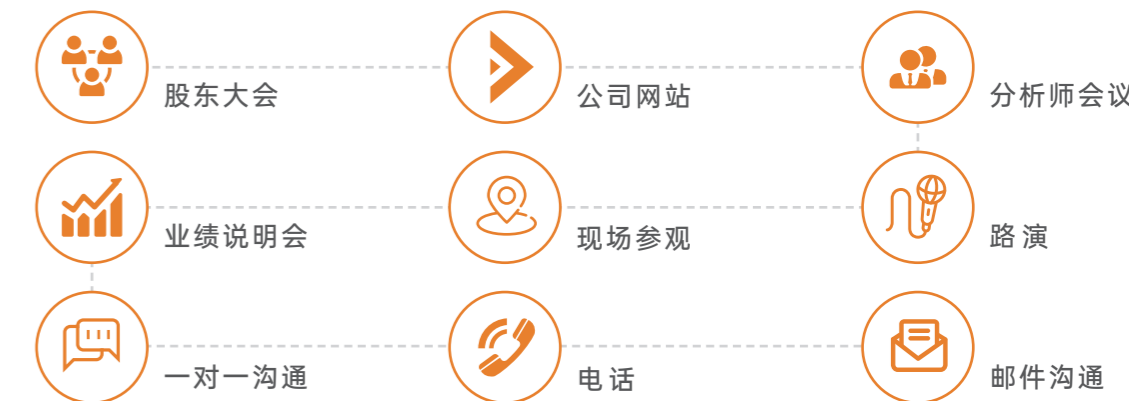 股东大会
公司网站
分析师会议
业绩说明会
现场参观
路演
一对一沟通
电话
邮件沟通